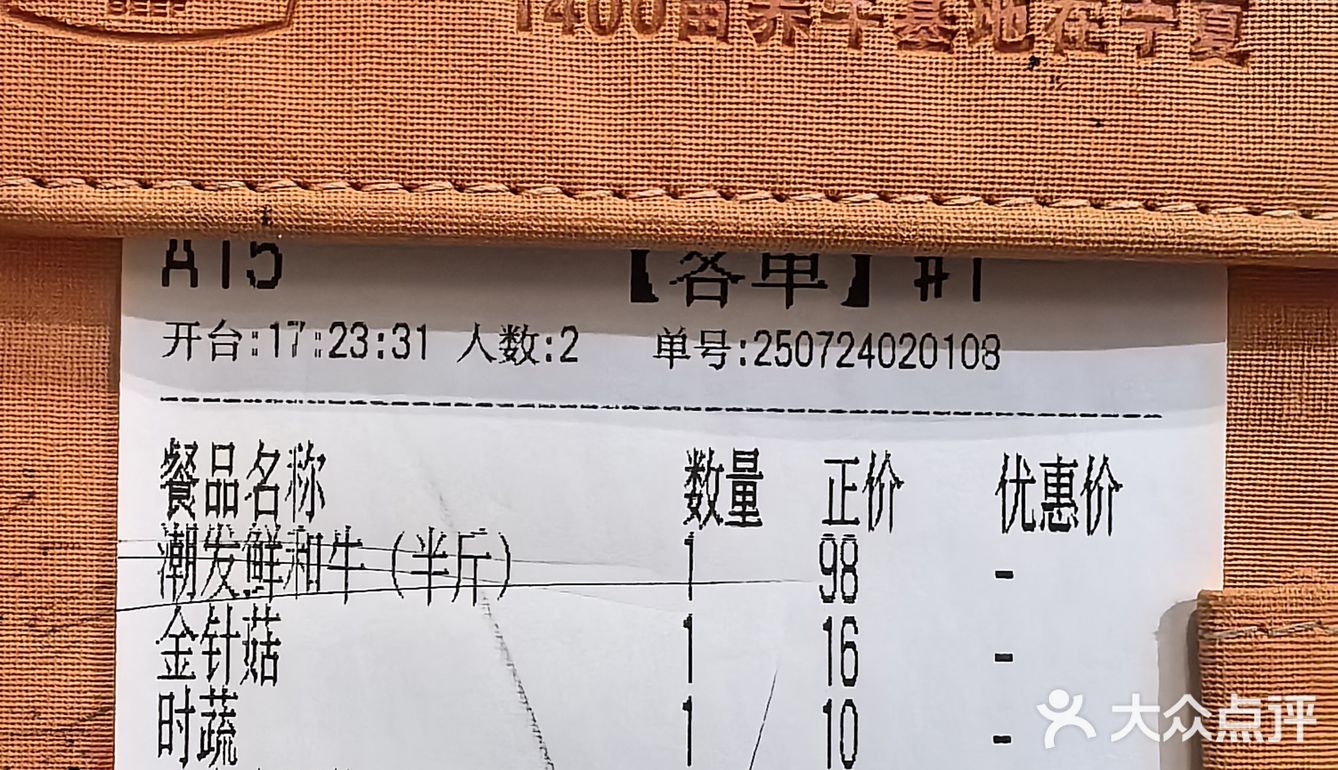 1400亩赤牛基地在宁夏
A15 【客单】#1
开台:17:23:31 人数:2 单号:250724020108
餐品名称 数量 正价 优惠价
潮发鲜和牛（半斤） 1 98 -
金针菇 1 16 -
时蔬 1 10 -
大众点评